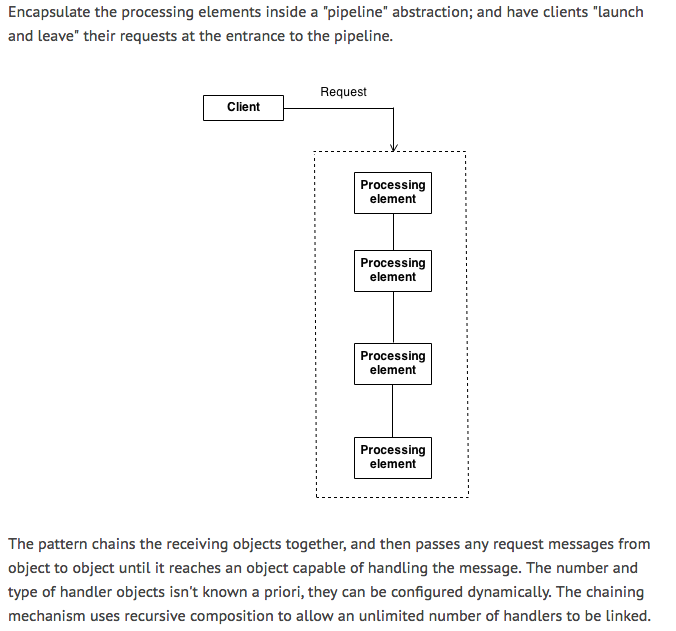 Encapsulate the processing elements inside a "pipeline" abstraction; and have clients "launch
and leave" their requests at the entrance to the pipeline.
Request
Client
Processing
element
Processing
element
Processing
element
Processing
element
The pattern chains the receiving objects together, and then passes any request messages from
object to object until it reaches an object capable of handling the message. The number and
type of handler objects isn't known a priori, they can be configured dynamically. The chaining
mechanism uses recursive composition to allow an unlimited number of handlers to be linked.